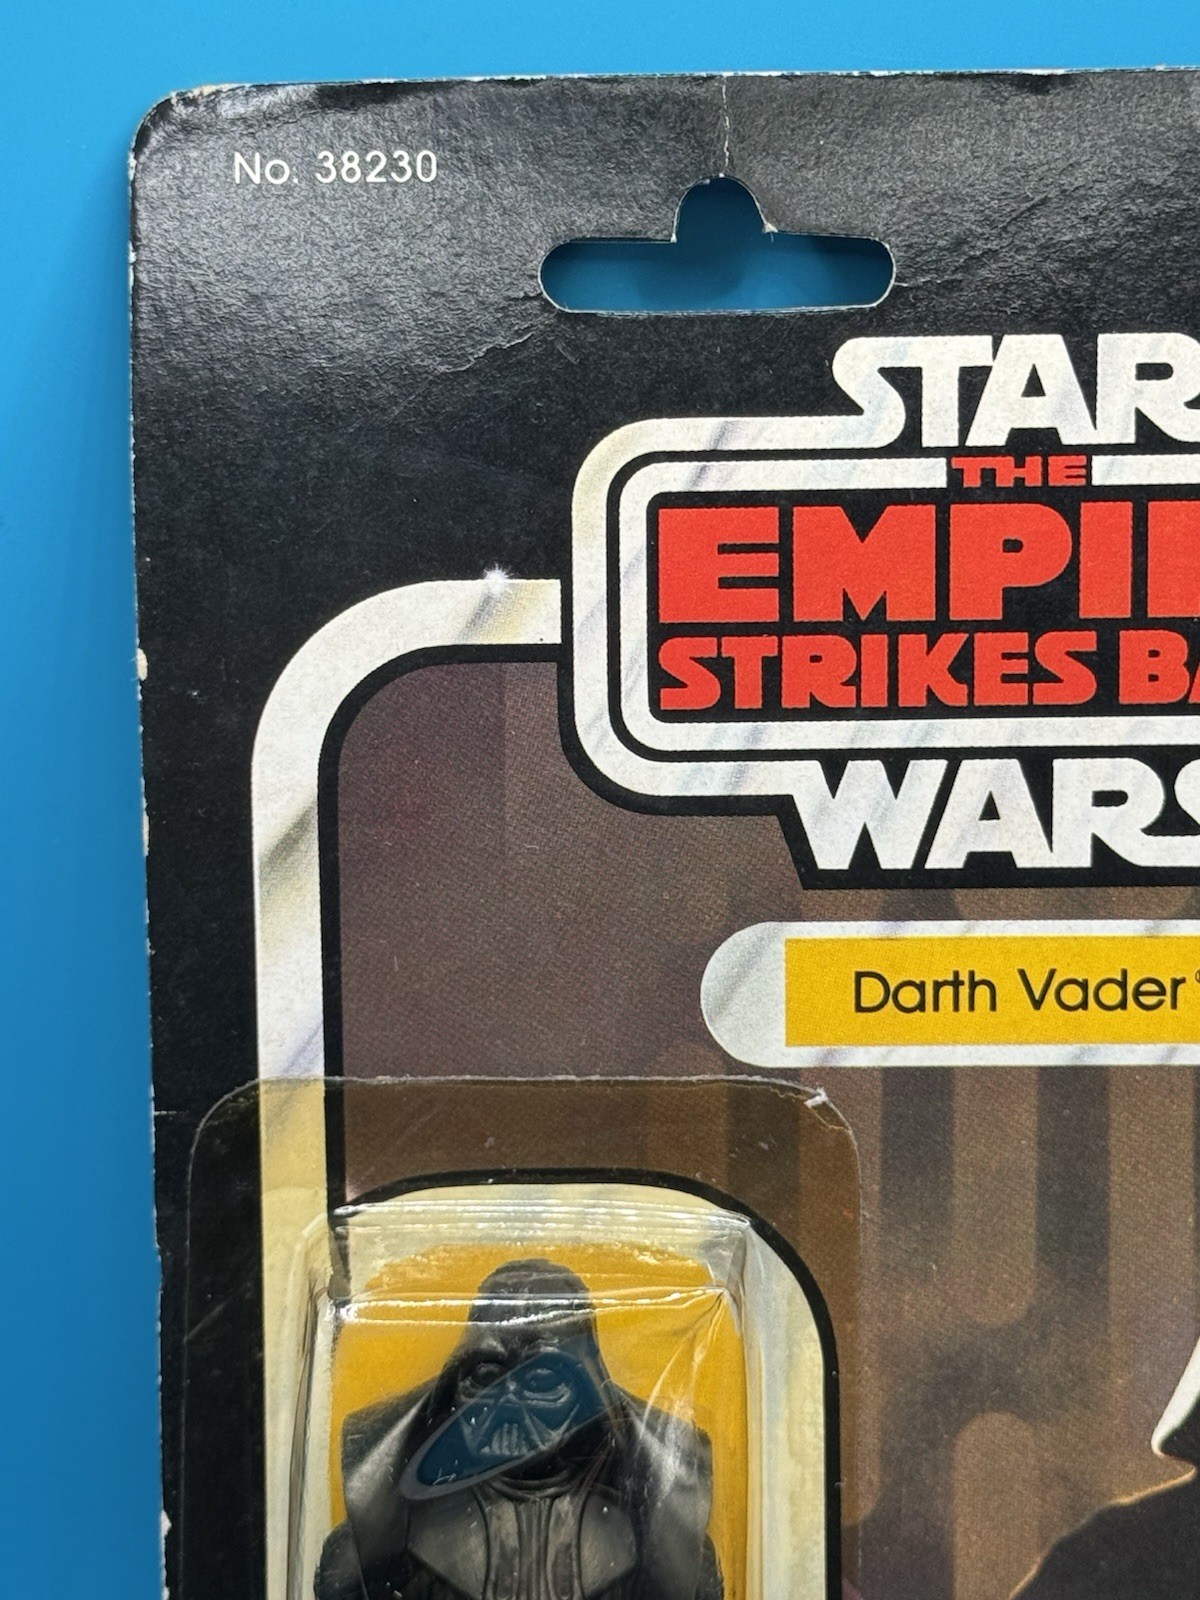 No. 38230
STAR
THE
EMPI
STRIKES BA
WARS
Darth Vader